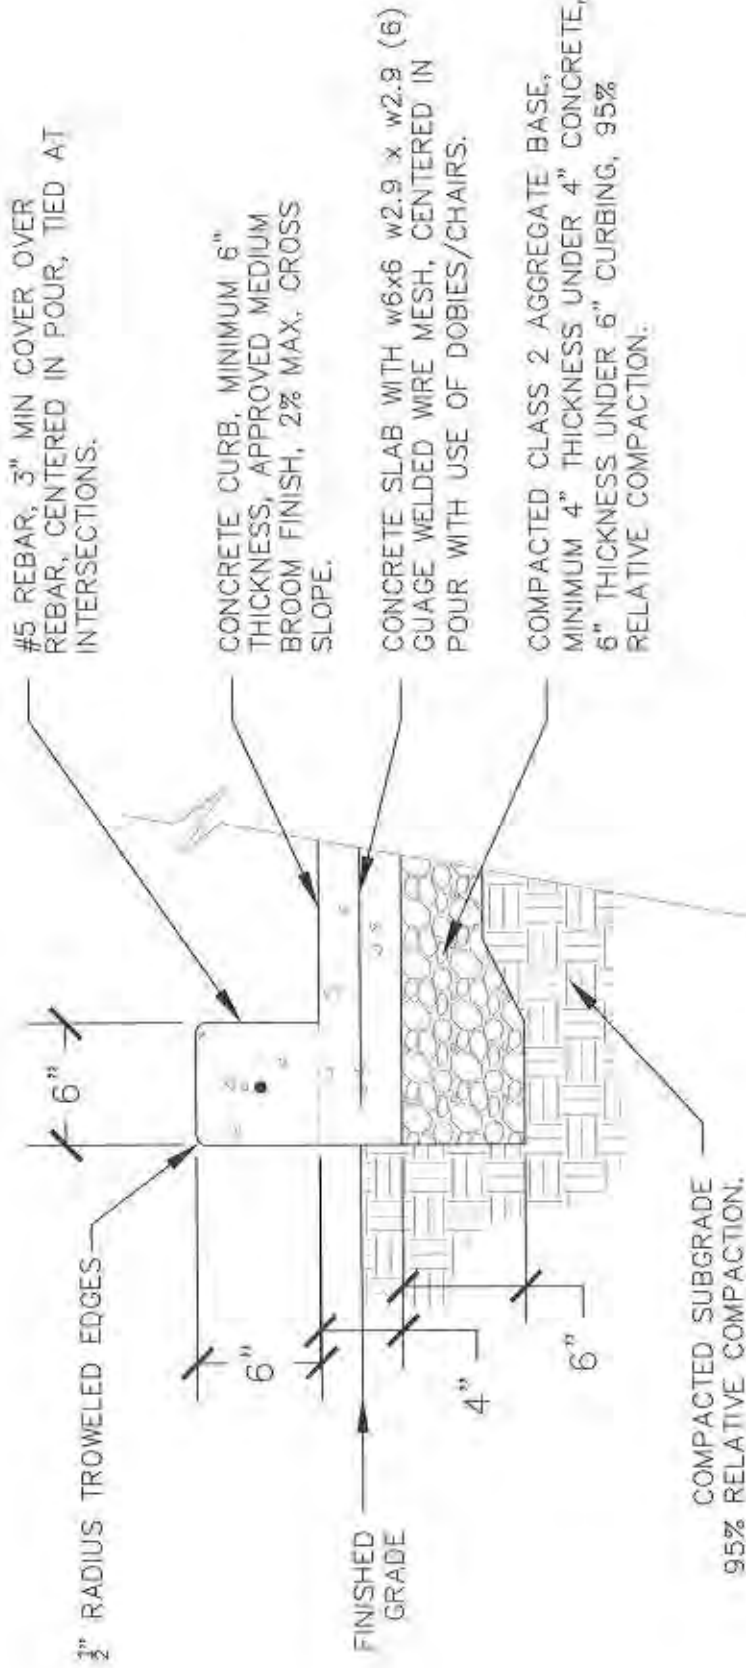 #5 REBAR, 3" MIN COVER OVER
REBAR, CENTERED IN POUR, TIED AT
INTERSECTIONS.
CONCRETE CURB, MINIMUM 6"
THICKNESS, APPROVED MEDIUM
BROOM FINISH, 2% MAX. CROSS
SLOPE.
CONCRETE SLAB WITH w6x6 w2.9 x w2.9 (6)
GUAGE WELDED WIRE MESH, CENTERED IN
POUR WITH USE OF DOBIES/CHAIRS.
COMPACTED CLASS 2 AGGREGATE BASE,
MINIMUM 4" THICKNESS UNDER 4" CONCRETE,
6" THICKNESS UNDER 6" CURBING, 95%
RELATIVE COMPACTION.
6"
½" RADIUS TROWELED EDGES
6"
FINISHED
GRADE
4"
6"
COMPACTED SUBGRADE
95% RELATIVE COMPACTION.